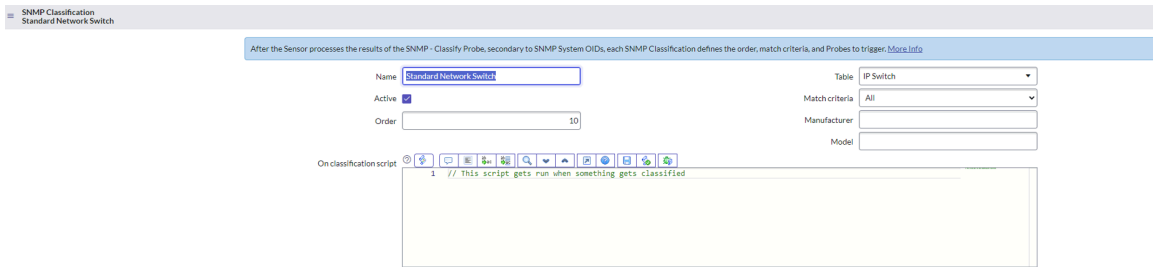 SNMP Classification
Standard Network Switch
After the Sensor processes the results of the SNMP - Classify Probe, secondary to SNMP System OIDs, each SNMP Classification defines the order, match criteria, and Probes to trigger. More Info
Name Standard Network Switch
Table IP Switch
Active
Match criteria All
Order 10
Manufacturer
Model
On classification script
1 // This script gets run when something gets classified